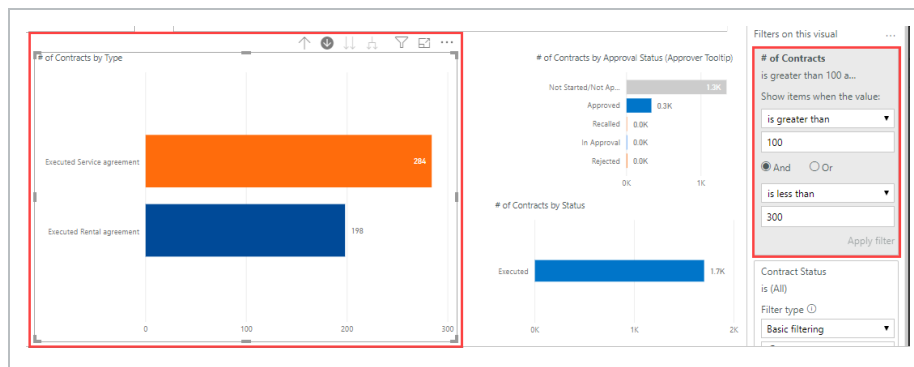 # of Contracts by Type
Executed Service agreement
284
Executed Rental agreement
198
0 100 200 300
# of Contracts by Approval Status (Approver Tooltip)
Not Started/Not Ap...
1.3K
Approved
0.3K
Recalled
0.0K
In Approval
0.0K
Rejected
0.0K
0K 1K
# of Contracts by Status
Executed
1.7K
0K 1K 2K
Filters on this visual ...
# of Contracts
is greater than 100 a...
Show items when the value:
is greater than
100
And Or
is less than
300
Apply filter
Contract Status
is (All)
Filter type
Basic filtering